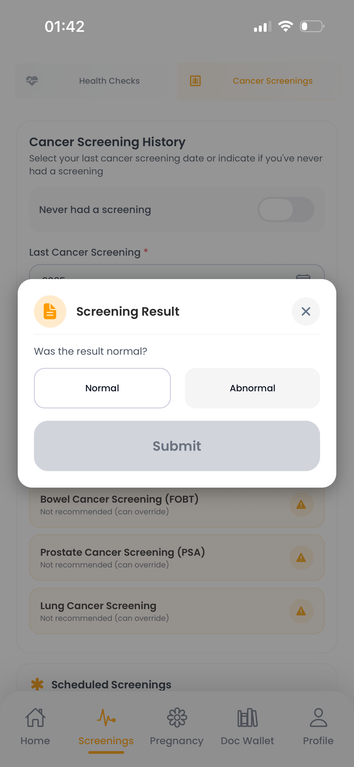 01:42
Health Checks
Cancer Screenings
Cancer Screening History
Select your last cancer screening date or indicate if you've never
had a screening
Never had a screening
Last Cancer Screening *
Screening Result
Was the result normal?
Normal
Abnormal
Submit
Bowel Cancer Screening (FOBT)
Not recommended (can override)
Prostate Cancer Screening (PSA)
Not recommended (can override)
Lung Cancer Screening
Not recommended (can override)
Scheduled Screenings
Home
Screenings
Pregnancy
Doc Wallet
Profile